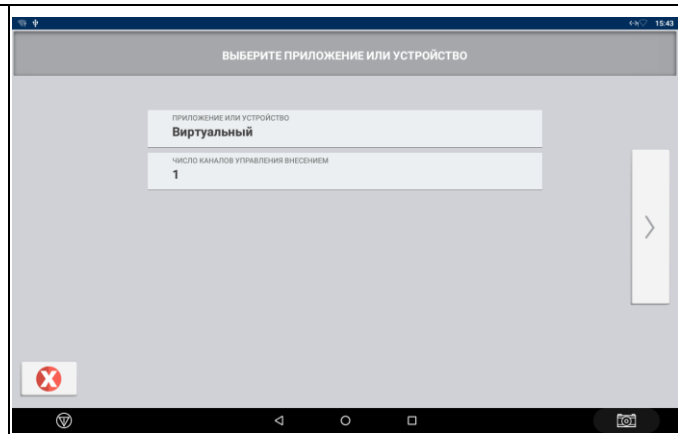 15:43
ВЫБЕРИТЕ ПРИЛОЖЕНИЕ ИЛИ УСТРОЙСТВО
ПРИЛОЖЕНИЕ ИЛИ УСТРОЙСТВО
Виртуальный
ЧИСЛО КАНАЛОВ УПРАВЛЕНИЯ ВНЕСЕНИЕМ
1